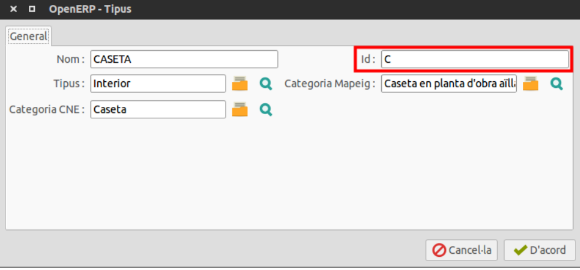 OpenERP - Tipus
General
Nom : CASETA Id : C
Tipus : Interior Categoria Mapeig : Caseta en planta d'obra aïll
Categoria CNE : Caseta
Cancel·la D'acord